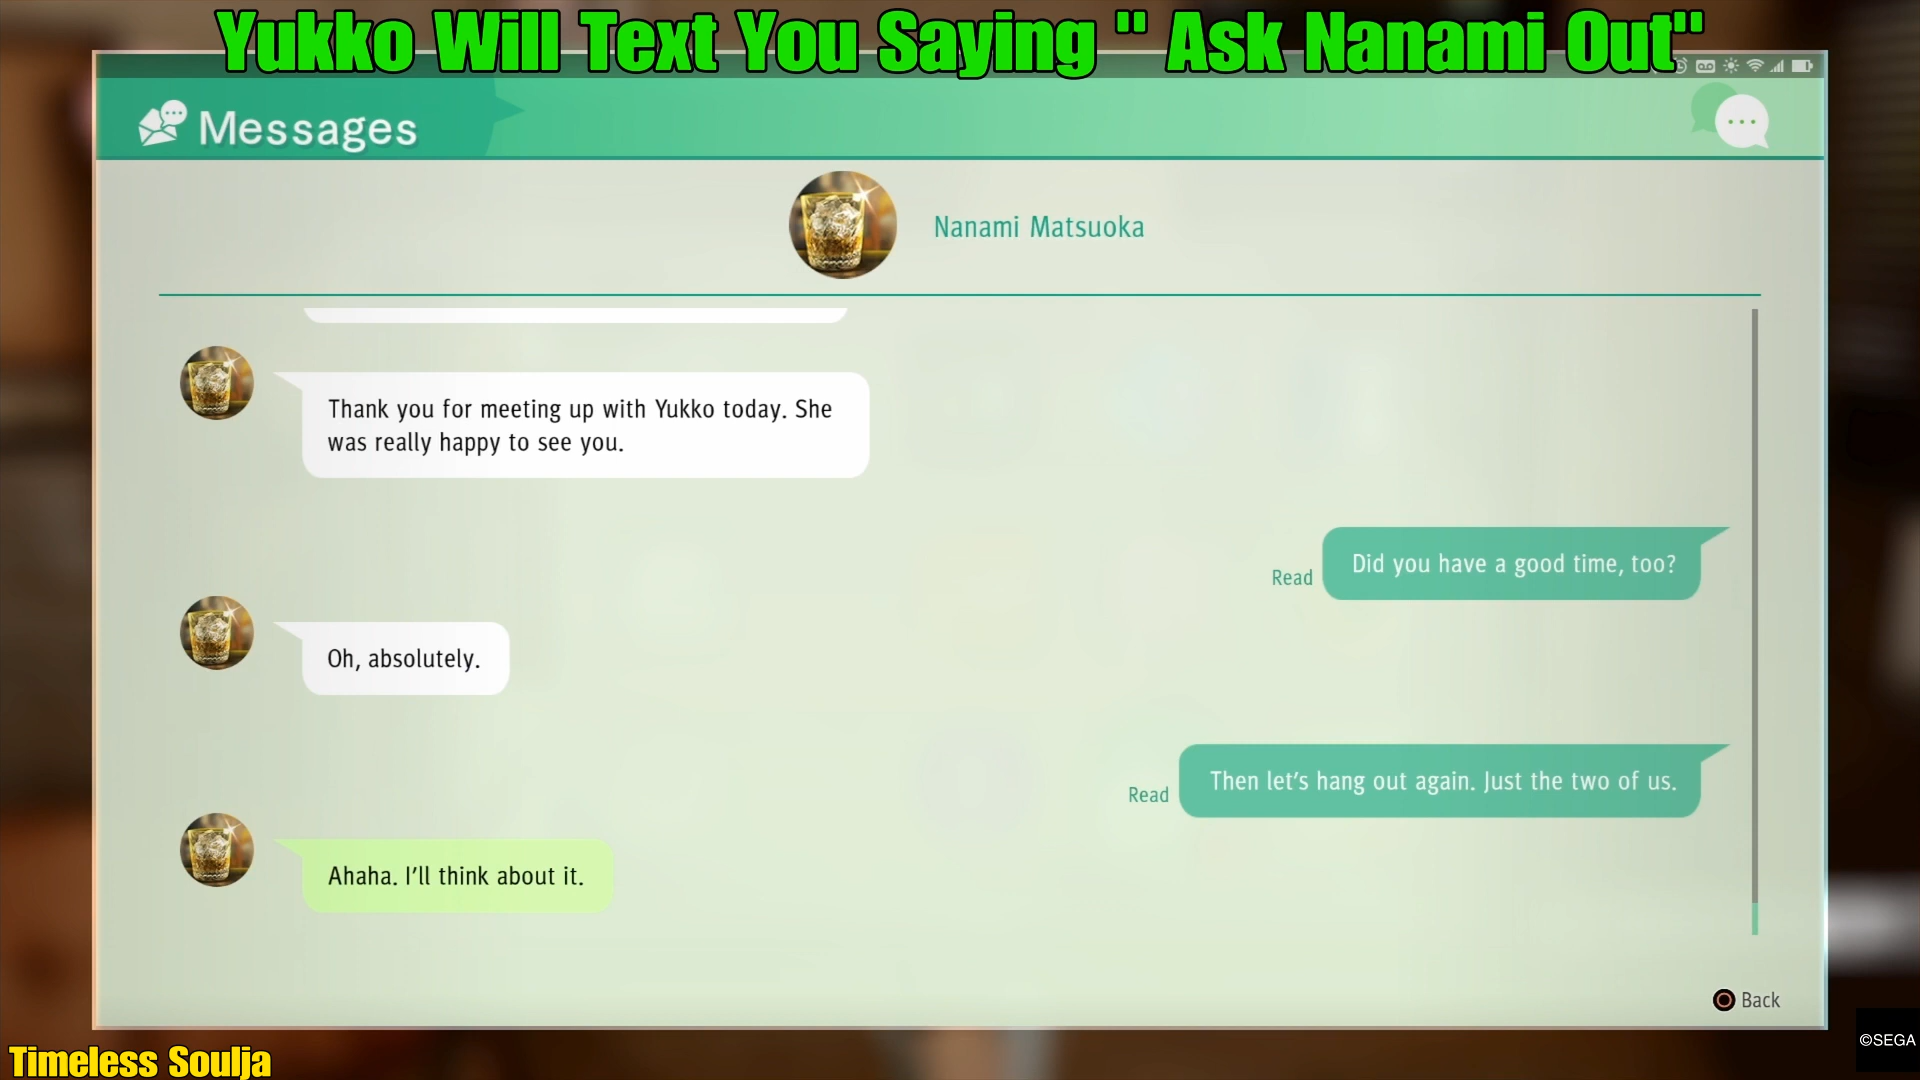 Yukko Will Text You Saying " Ask Nanami Out"
Messages
Nanami Matsuoka
Thank you for meeting up with Yukko today. She
was really happy to see you.
Did you have a good time, too?
Read
Oh, absolutely.
Then let's hang out again. Just the two of us.
Read
Ahaha. I'll think about it.
Back
©SEGA
Timeless Soulja